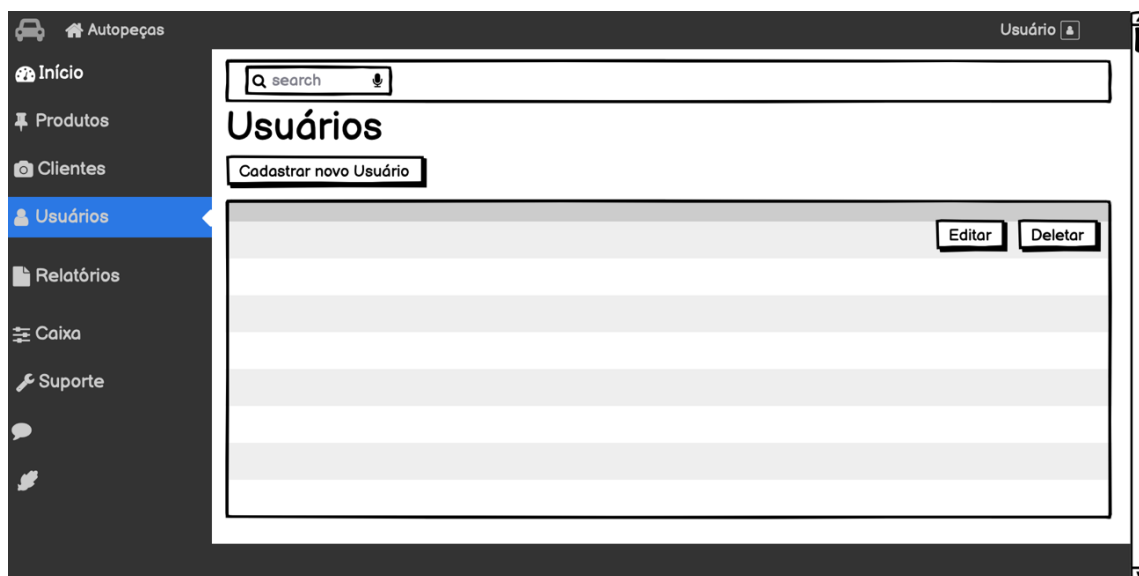 Autopeças
Usuário
Início
Produtos
Clientes
Usuários
Relatórios
Caixa
Suporte
search
Usuários
Cadastrar novo Usuário
Editar
Deletar